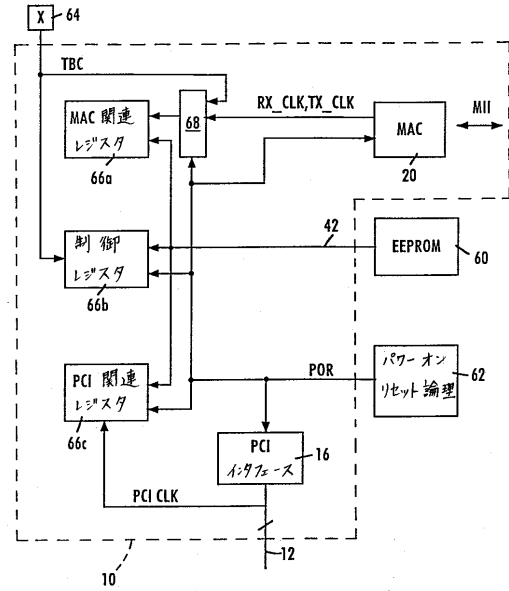 X
64
TBC
RX_CLK,TX_CLK
MII
MAC 関連
レジスタ
66a
68
MAC
20
42
制御
レジスタ
66b
EEPROM
60
PCI 関連
レジスタ
66c
POR
パワー オン
リセット 論理
62
PCI
インタフェース
16
PCI CLK
12
10